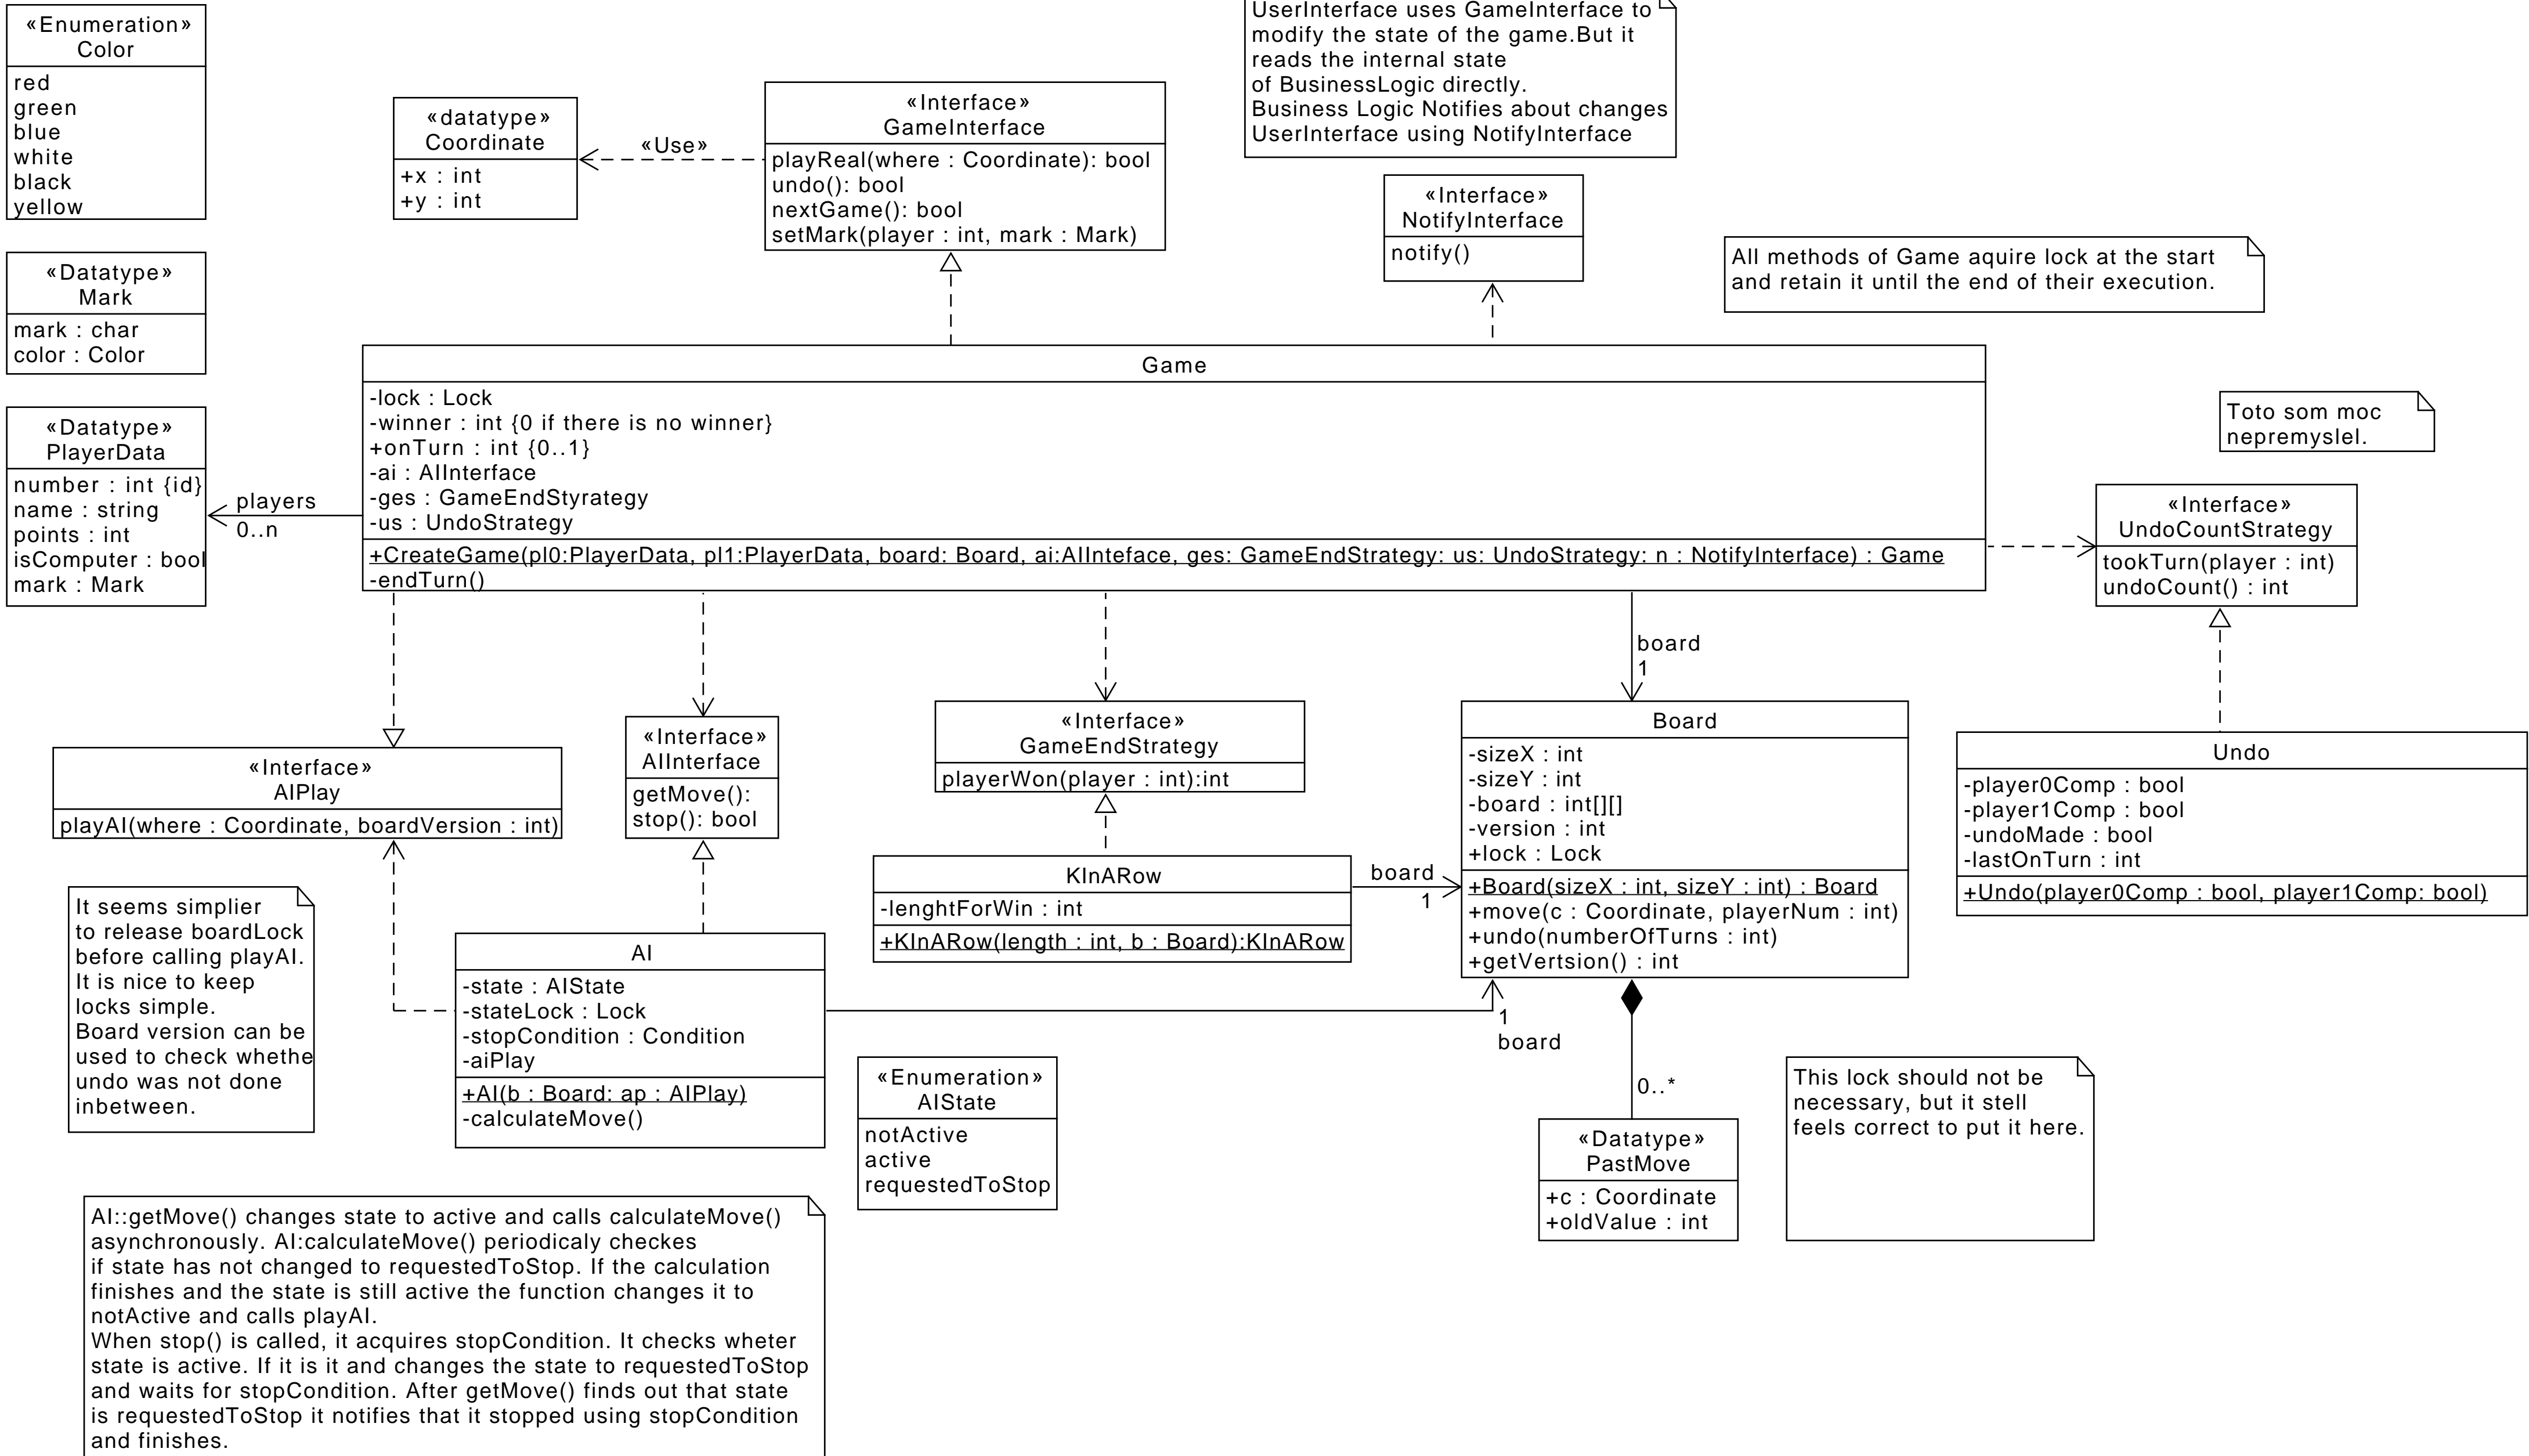 «Enumeration»
Color
red
green
blue
white
black
yellow
«datatype»
Coordinate
+x : int
+y : int
«Use»
«Interface»
GameInterface
playReal(where : Coordinate): bool
undo(): bool
nextGame(): bool
setMark(player : int, mark : Mark)
UserInterface uses GameInterface to
modify the state of the game.But it
reads the internal state
of BusinessLogic directly.
Business Logic Notifies about changes
UserInterface using NotifyInterface
«Interface»
NotifyInterface
notify()
All methods of Game aquire lock at the start
and retain it until the end of their execution.
«Datatype»
Mark
mark : char
color : Color
«Datatype»
PlayerData
number : int {id}
name : string
points : int
isComputer : bool
mark : Mark
players
0..n
Game
-lock : Lock
-winner : int {0 if there is no winner}
+onTurn : int {0..1}
-ai : AIInterface
-ges : GameEndStyrategy
-us : UndoStrategy
+CreateGame(pl0:PlayerData, pl1:PlayerData, board: Board, ai:AIInteface, ges: GameEndStrategy: us: UndoStrategy: n : NotifyInterface) : Game
-endTurn()
Toto som moc
nepremyslel.
«Interface»
UndoCountStrategy
tookTurn(player : int)
undoCount() : int
board
1
«Interface»
AIPlay
playAI(where : Coordinate, boardVersion : int)
«Interface»
AIInterface
getMove():
stop(): bool
«Interface»
GameEndStrategy
playerWon(player : int):int
Board
-sizeX : int
-sizeY : int
-board : int[][]
-version : int
+lock : Lock
+Board(sizeX : int, sizeY : int) : Board
+move(c : Coordinate, playerNum : int)
+undo(numberOfTurns : int)
+getVertsion() : int
Undo
-player0Comp : bool
-player1Comp : bool
-undoMade : bool
-lastOnTurn : int
+Undo(player0Comp : bool, player1Comp: bool)
KInARow
-lenghtForWin : int
+KInARow(length : int, b : Board):KInARow
board
1
It seems simplier
to release boardLock
before calling playAI.
It is nice to keep
locks simple.
Board version can be
used to check whethe
undo was not done
inbetween.
AI
-state : AIState
-stateLock : Lock
-stopCondition : Condition
-aiPlay
+AI(b : Board: ap : AIPlay)
-calculateMove()
1
board
«Enumeration»
AIState
notActive
active
requestedToStop
0..*
«Datatype»
PastMove
+c : Coordinate
+oldValue : int
This lock should not be
necessary, but it stell
feels correct to put it here.
AI::getMove() changes state to active and calls calculateMove()
asynchronously. AI:calculateMove() periodicaly checkes
if state has not changed to requestedToStop. If the calculation
finishes and the state is still active the function changes it to
notActive and calls playAI.
When stop() is called, it acquires stopCondition. It checks wheter
state is active. If it is it and changes the state to requestedToStop
and waits for stopCondition. After getMove() finds out that state
is requestedToStop it notifies that it stopped using stopCondition
and finishes.